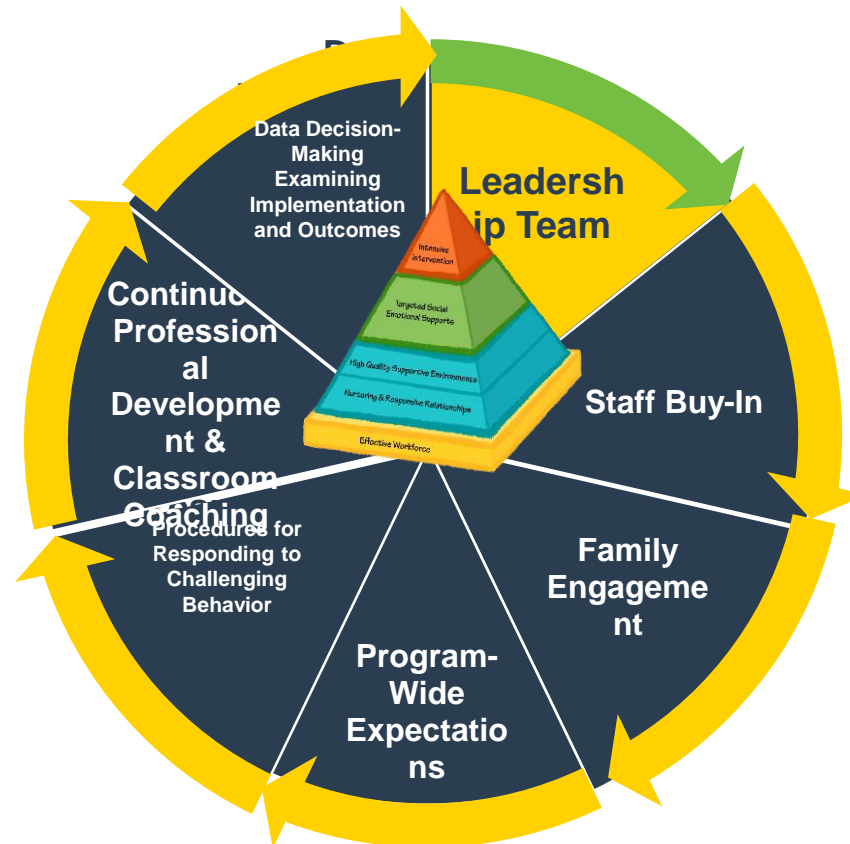 Data Decision-
Making
Examining
Implementation
and Outcomes
Leadersh
ip Team
Staff Buy-In
Family
Engageme
nt
Program-
Wide
Expectatio
ns
Procedures for
Responding to
Challenging
Behavior
Profession
al
Developme
nt &
Classroom
Coaching
Intensive
Intervention
Targeted Social
Emotional Supports
High Quality Supportive Environments
Nurturing & Responsive Relationships
Effective Workforce